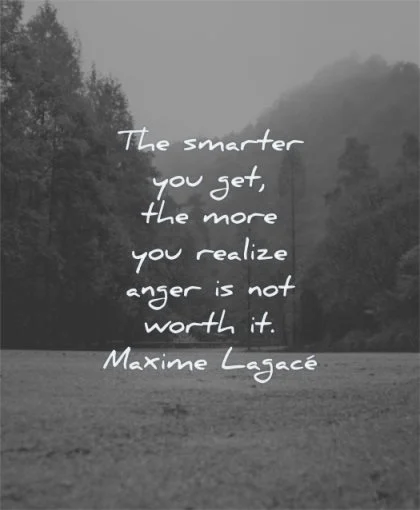 The smarter
you get,
the more
you realize
anger is not
worth it.
Maxime Lagacé